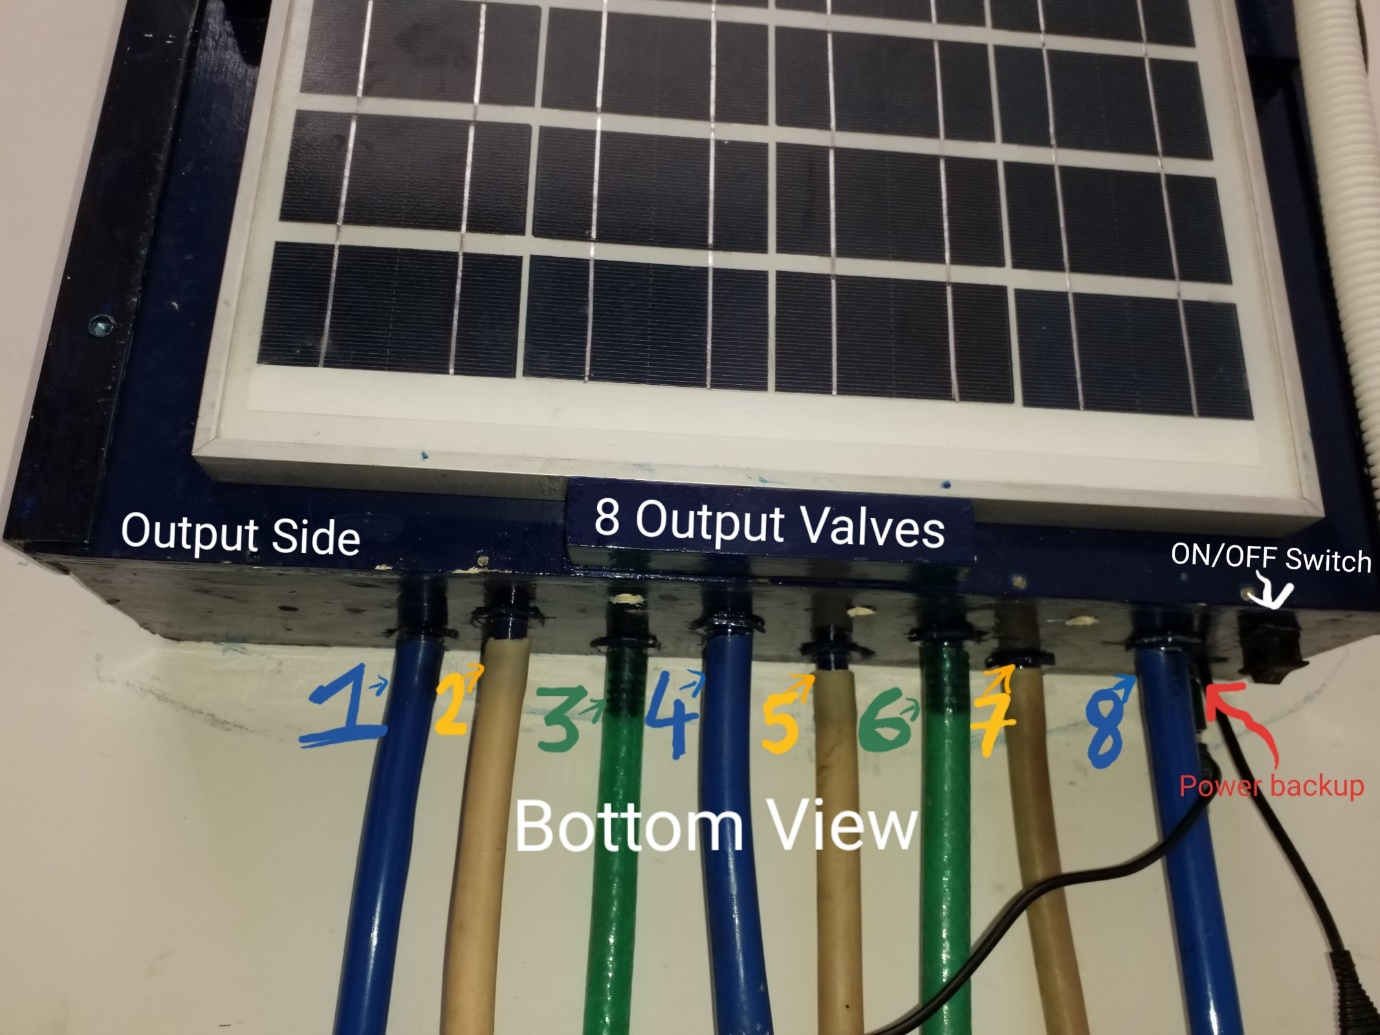 Output Side
8 Output Valves
ON/OFF Switch
1 2 3 4 5 6 7 8
Power backup
Bottom View